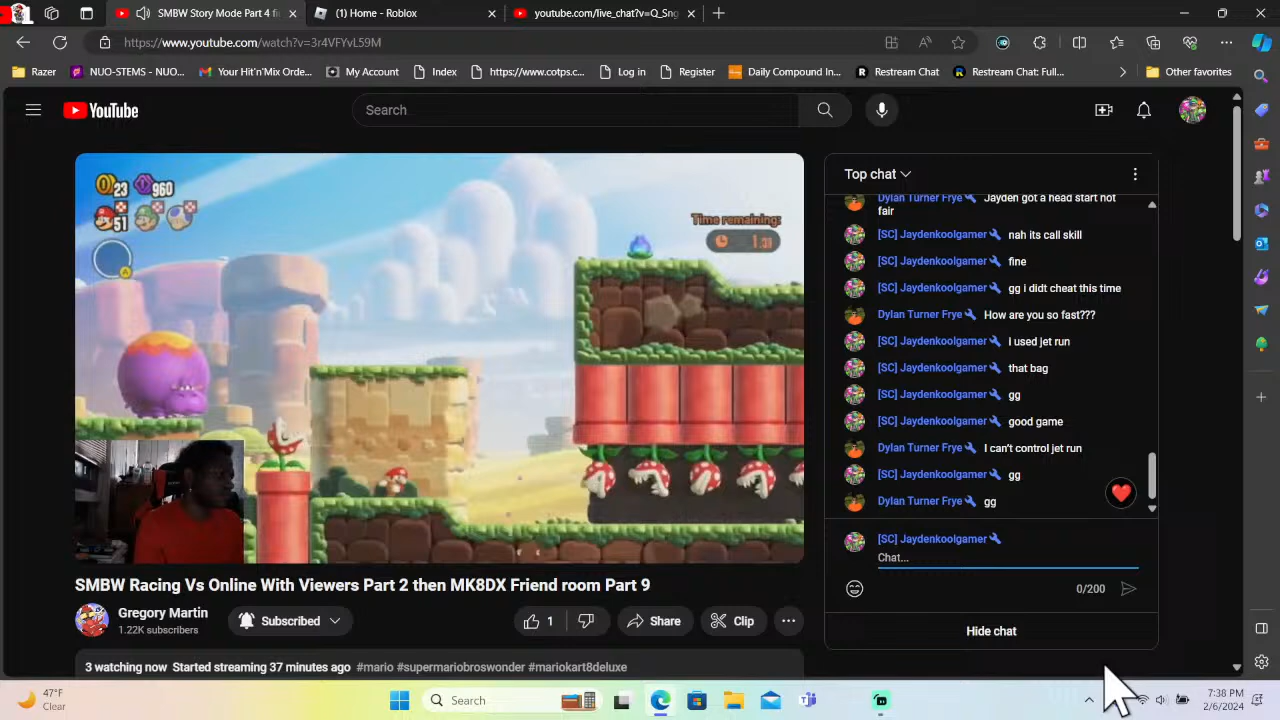 SMBW Story Mode Part 4 fi
(1) Home - Roblox
youtube.com/live_chat?v=Q_Sng
https://www.youtube.com/watch?v=3r4VFYvL59M
Razer
NUO-STEMS - NUO...
Your Hit'n'Mix Order...
My Account
Index
https://www.cotps.c...
Log in
Register
Daily Compound In...
Restream Chat
Restream Chat: Full...
Other favorites
YouTube
Search
23
960
51
Time remaining:
A
Top chat
Dylan Turner Frye Jayden got a head start not
fair
[SC] Jaydenkoolgamer nah its call skill
[SC] Jaydenkoolgamer fine
[SC] Jaydenkoolgamer gg i didt cheat this time
Dylan Turner Frye How are you so fast???
[SC] Jaydenkoolgamer I used jet run
[SC] Jaydenkoolgamer that bag
[SC] Jaydenkoolgamer gg
[SC] Jaydenkoolgamer good game
Dylan Turner Frye I can't control jet run
[SC] Jaydenkoolgamer gg
Dylan Turner Frye gg
[SC] Jaydenkoolgamer
Chat...
0/200
Hide chat
SMBW Racing Vs Online With Viewers Part 2 then MK8DX Friend room Part 9
Gregory Martin
1.22K subscribers
Subscribed
1
Share
Clip
3 watching now Started streaming 37 minutes ago #mario #supermariobroswonder #mariokart8deluxe
47°F
Clear
Search
7:38 PM
2/6/2024